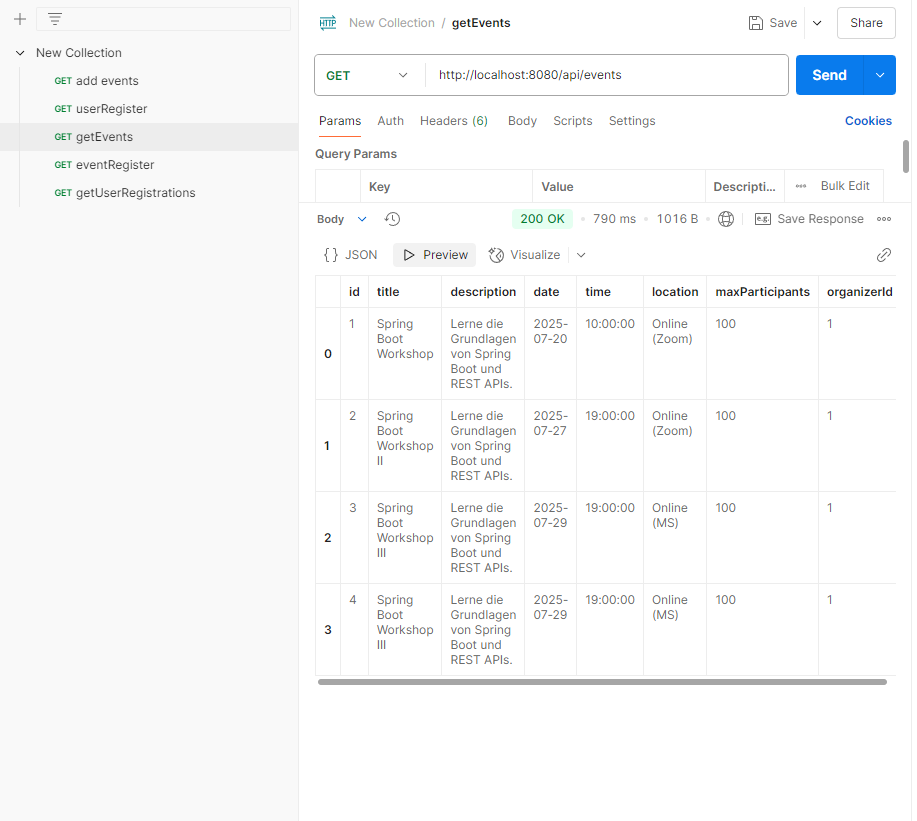 New Collection / getEvents Save Share
New Collection
GET add events
GET userRegister
GET getEvents
GET eventRegister
GET getUserRegistrations
HTTP
GET http://localhost:8080/api/events Send
Params Auth Headers (6) Body Scripts Settings Cookies
Query Params
Key Value Descripti... Bulk Edit
Body 200 OK 790 ms 1016 B e.g. Save Response
{} JSON Preview Visualize
id title description date time location maxParticipants organizerId
0 1 Spring Boot Workshop Lerne die Grundlagen von Spring Boot und REST APIs. 2025-07-20 10:00:00 Online (Zoom) 100 1
1 2 Spring Boot Workshop II Lerne die Grundlagen von Spring Boot und REST APIs. 2025-07-27 19:00:00 Online (Zoom) 100 1
2 3 Spring Boot Workshop III Lerne die Grundlagen von Spring Boot und REST APIs. 2025-07-29 19:00:00 Online (MS) 100 1
3 4 Spring Boot Workshop III Lerne die Grundlagen von Spring Boot und REST APIs. 2025-07-29 19:00:00 Online (MS) 100 1